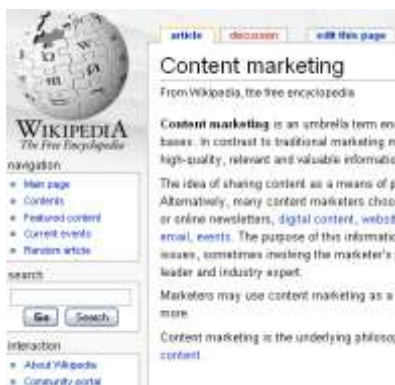 WIKIPEDIA
The Free Encyclopedia
navigation
Main page
Contents
Featured content
Current events
Random article
search
Go Search
interaction
About Wikipedia
Community portal
article discussion edit this page
Content marketing
From Wikipedia, the free encyclopedia
Content marketing is an umbrella term en
bases. In contrast to traditional marketing m
high-quality, relevant and valuable informatio
The idea of sharing content as a means of p
Alternatively, many content marketers choo
or online newsletters, digital content, websit
email, events. The purpose of this informatio
issues, sometimes involving the marketer's
leader and industry expert.
Marketers may use content marketing as a
more.
Content marketing is the underlying philoso
content